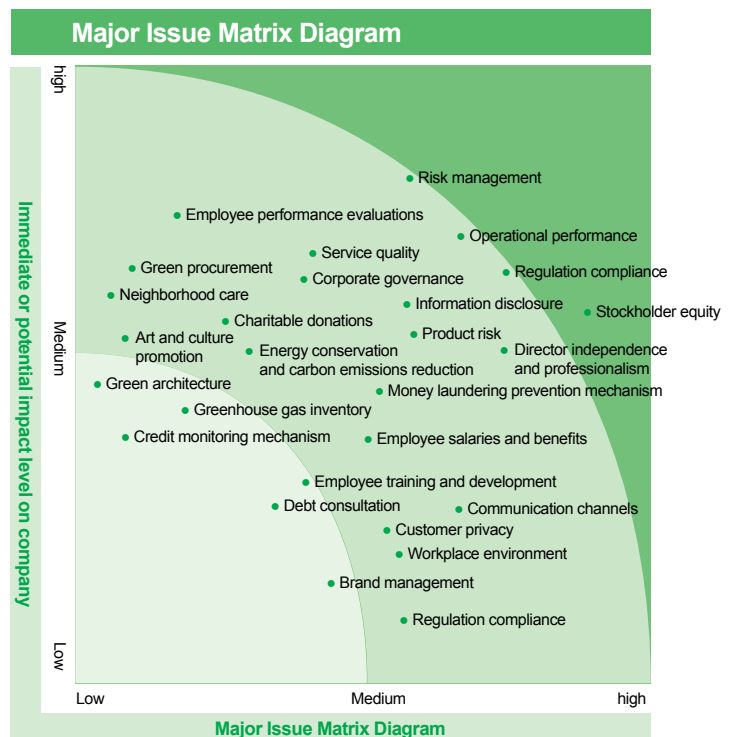 Major Issue Matrix Diagram
high
Risk management
Employee performance evaluations
Operational performance
Service quality
Green procurement
Regulation compliance
Corporate governance
Neighborhood care
Information disclosure
Stockholder equity
Charitable donations
Product risk
Art and culture
promotion
Energy conservation
and carbon emissions reduction
Director independence
and professionalism
Medium
Green architecture
Money laundering prevention mechanism
Greenhouse gas inventory
Credit monitoring mechanism
Employee salaries and benefits
Employee training and development
Debt consultation
Communication channels
Customer privacy
Workplace environment
Brand management
Regulation compliance
Low
Immediate or potential impact level on company
Low
Medium
high
Major Issue Matrix Diagram